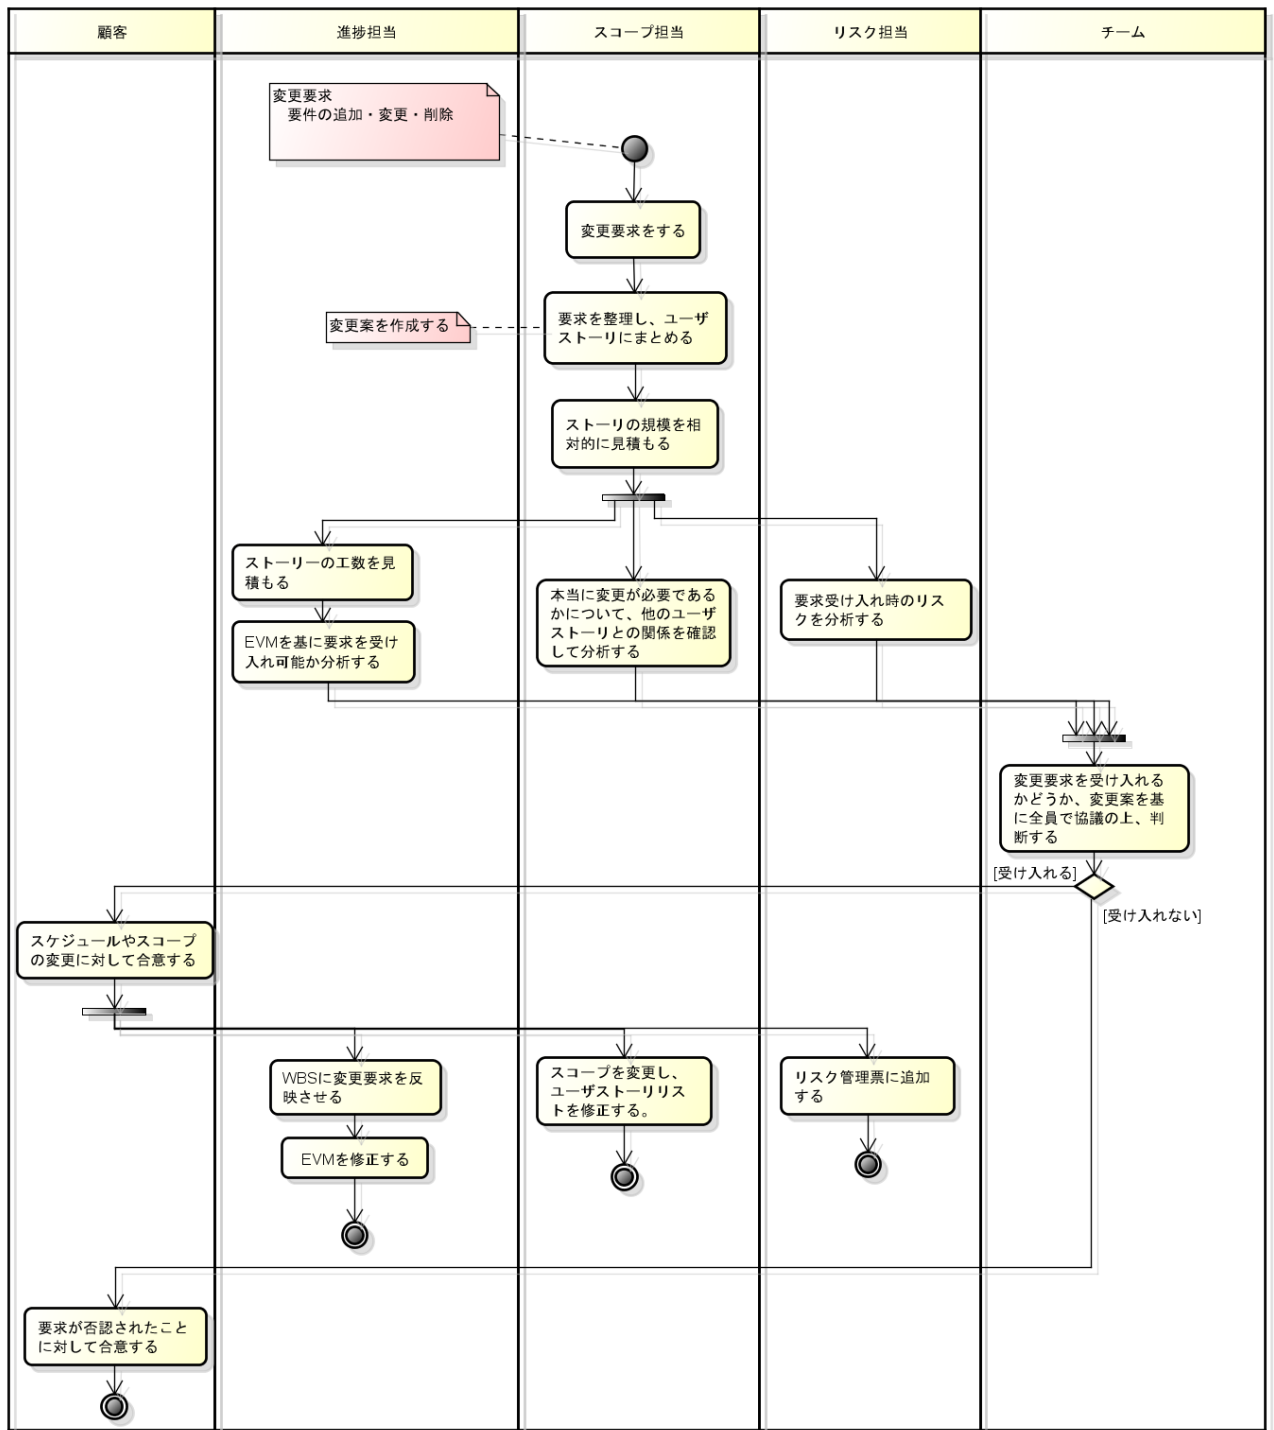 顧客
進捗担当
スコープ担当
リスク担当
チーム
変更要求
要件の追加・変更・削除
変更要求をする
変更案を作成する
要求を整理し、ユーザ
ストーリにまとめる
ストーリの規模を相
対的に見積もる
ストーリーの工数を見
積もる
EVMを基に要求を受け
入れ可能か分析する
本当に変更が必要である
かについて、他のユーザ
ストーリとの関係を確認
して分析する
要求受け入れ時のリス
クを分析する
変更要求を受け入れる
かどうか、変更案を基
に全員で協議の上、判
断する
[受け入れる]
[受け入れない]
スケジュールやスコープ
の変更に対して合意する
WBSに変更要求を反
映させる
EVMを修正する
スコープを変更し、
ユーザストーリリス
トを修正する。
リスク管理票に追加
する
要求が否認されたこと
に対して合意する